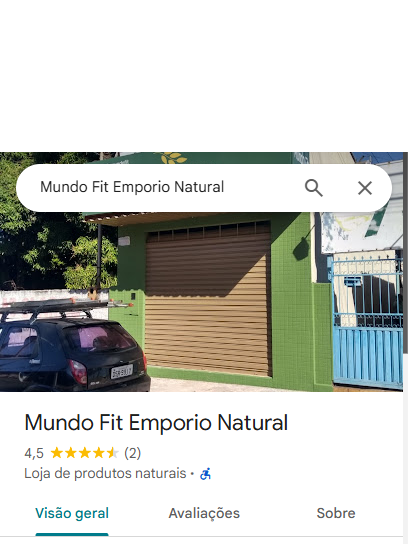 Mundo Fit Emporio Natural
Mundo Fit Emporio Natural
4,5 (2)
Loja de produtos naturais ·
Visão geral Avaliações Sobre